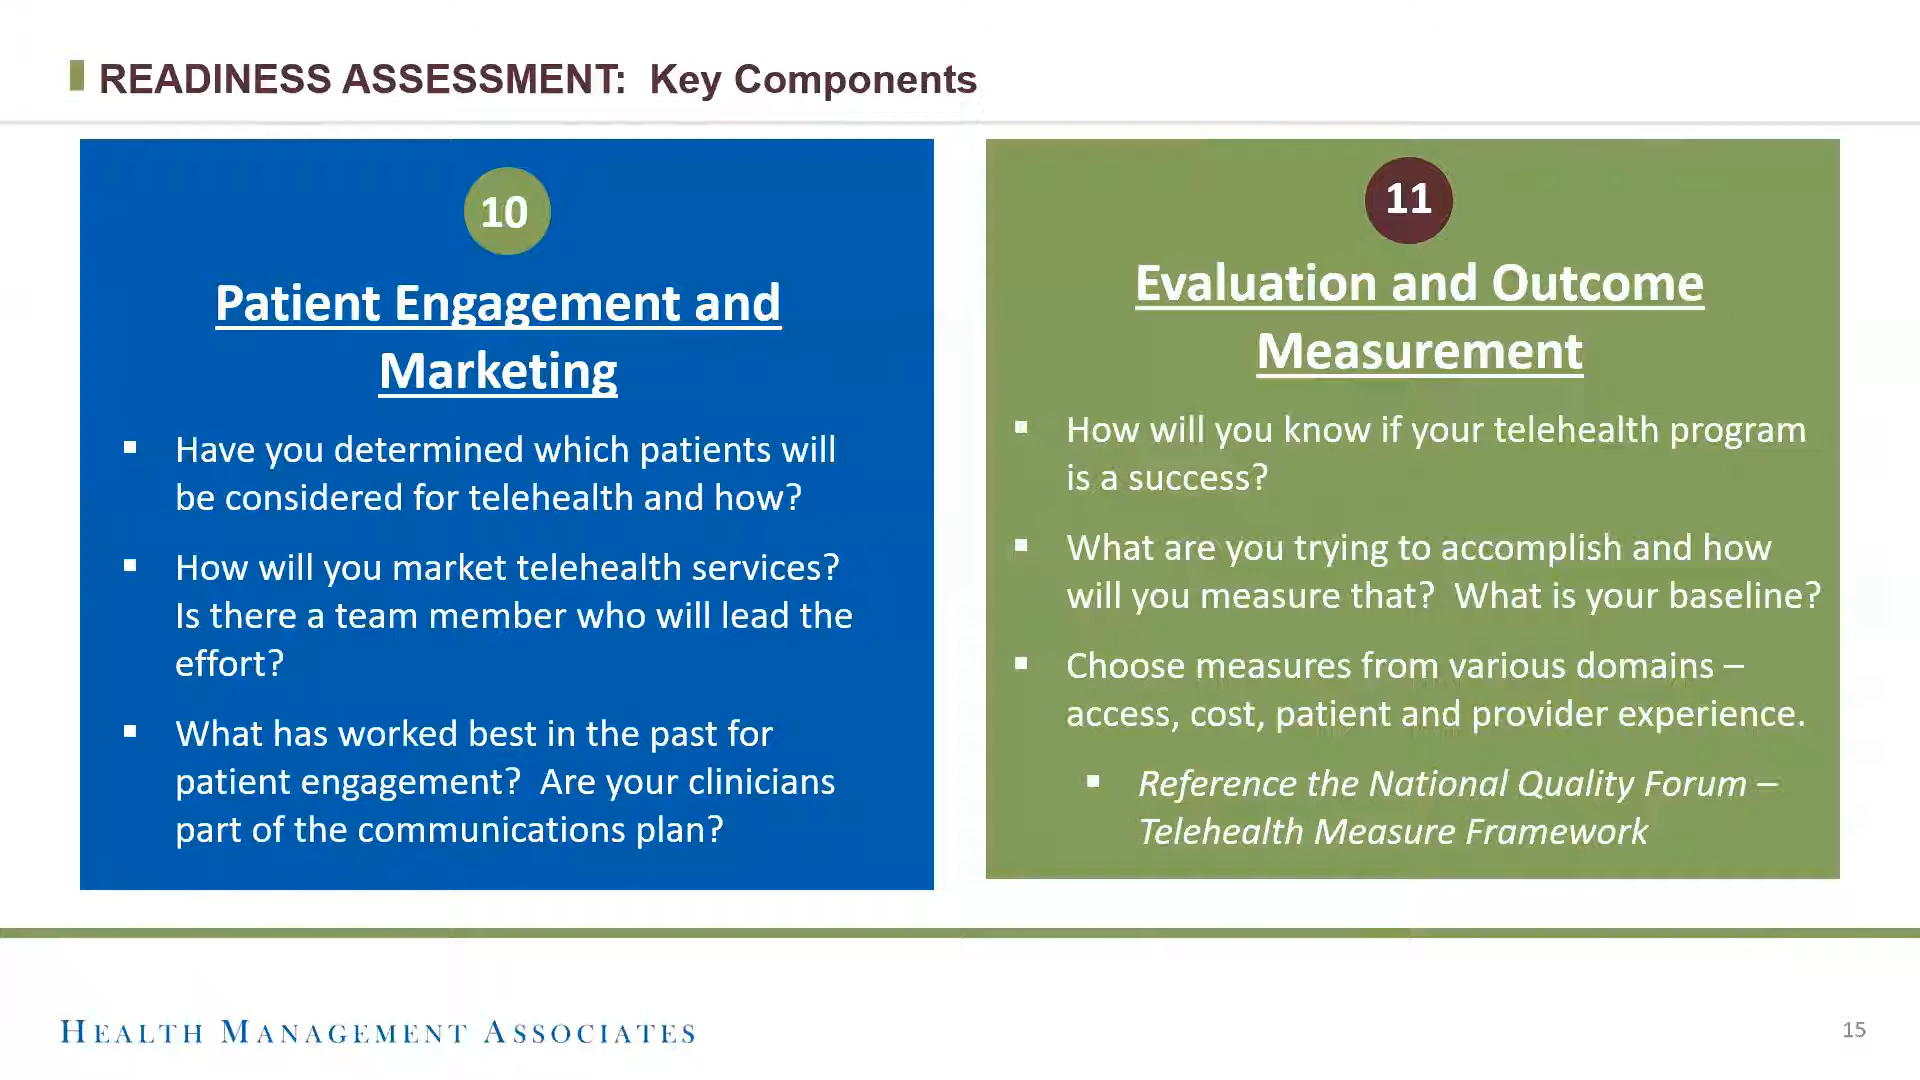 READINESS ASSESSMENT:  Key Components
10
Patient Engagement and
Marketing
▪ Have you determined which patients will
be considered for telehealth and how?
▪ How will you market telehealth services?
Is there a team member who will lead the
effort?
▪ What has worked best in the past for
patient engagement?  Are your clinicians
part of the communications plan?
11
Evaluation and Outcome
Measurement
▪ How will you know if your telehealth program
is a success?
▪ What are you trying to accomplish and how
will you measure that?  What is your baseline?
▪ Choose measures from various domains –
access, cost, patient and provider experience.
▪ Reference the National Quality Forum –
Telehealth Measure Framework
HEALTH MANAGEMENT ASSOCIATES
15